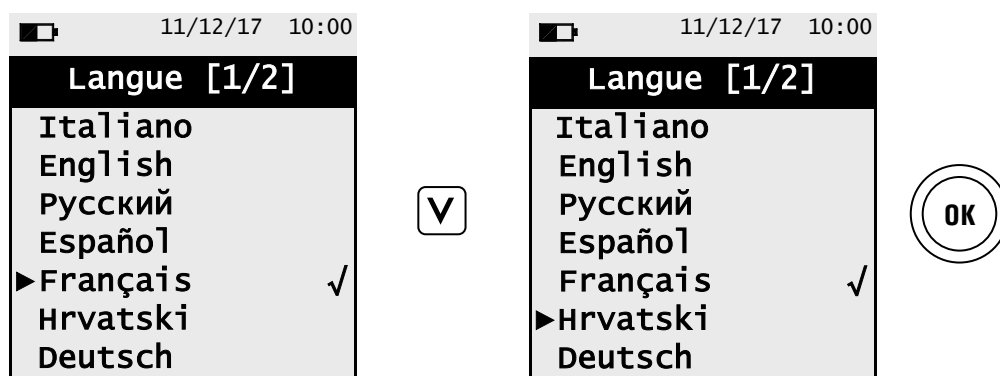 11/12/17 10:00
Langue [1/2]
Italiano
English
Русский
Español
►Français √
Hrvatski
Deutsch
V
11/12/17 10:00
Langue [1/2]
Italiano
English
Русский
Español
Français √
►Hrvatski
Deutsch
OK